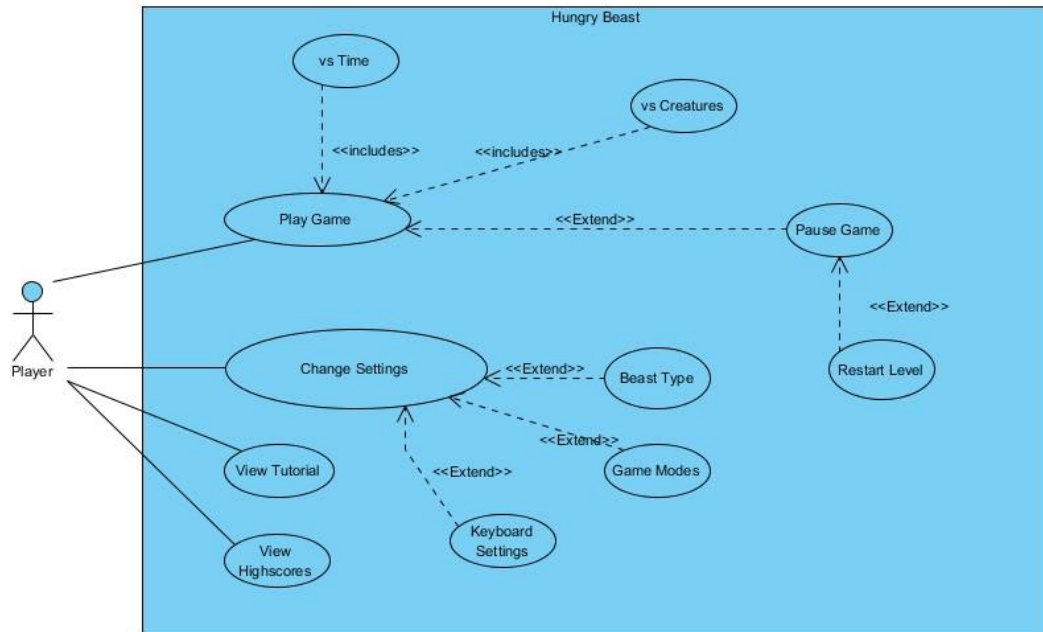 Hungry Beast
vs Time
vs Creatures
<<includes>>
<<includes>>
Play Game
<<Extend>>
Pause Game
<<Extend>>
Player
Change Settings
<<Extend>>
Beast Type
Restart Level
<<Extend>>
View Tutorial
<<Extend>>
Game Modes
Keyboard
Settings
View
Highscores